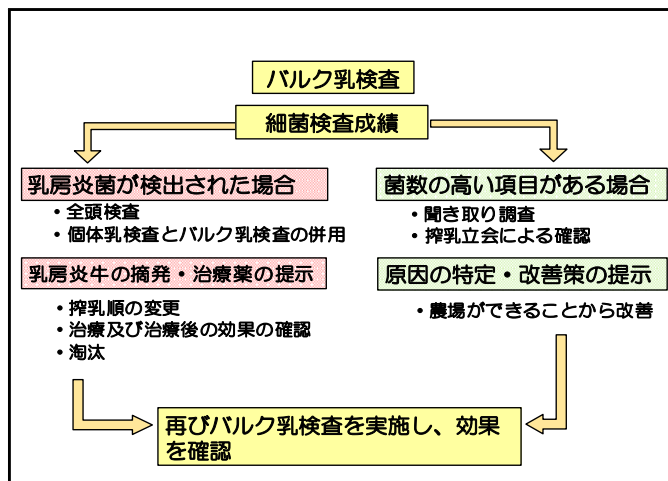 バルク乳検査
細菌検査成績
乳房炎菌が検出された場合
・全頭検査
・個体乳検査とバルク乳検査の併用
乳房炎牛の摘発・治療薬の提示
・搾乳順の変更
・治療及び治療後の効果の確認
・淘汰
菌数の高い項目がある場合
・聞き取り調査
・搾乳立会による確認
原因の特定・改善策の提示
・農場ができることから改善
再びバルク乳検査を実施し、効果
を確認